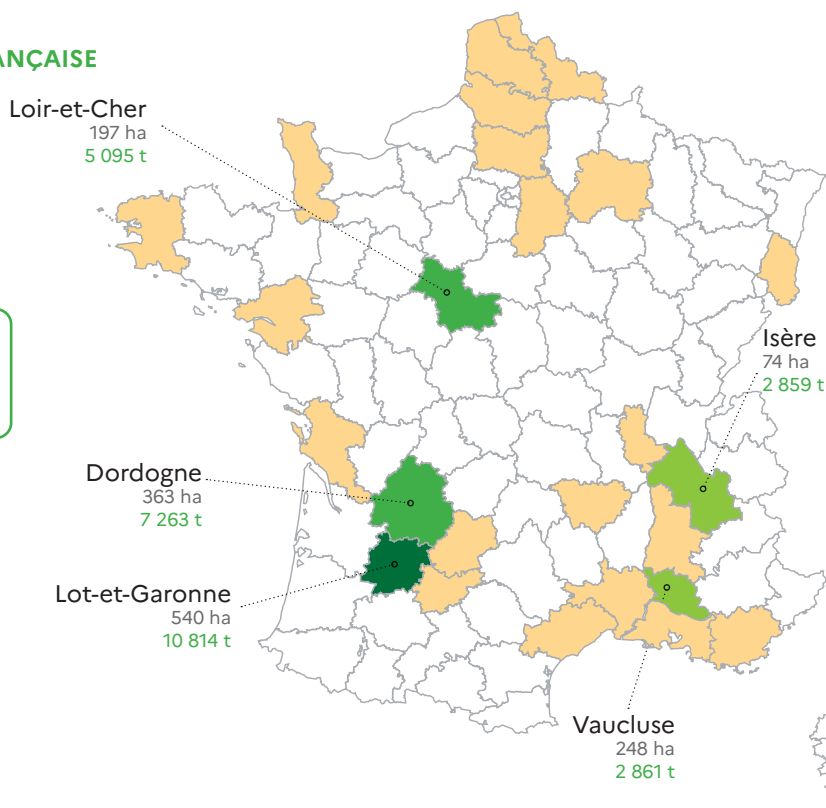 ANÇAISE
Loir-et-Cher
197 ha
5 095 t
Isère
74 ha
2 859 t
Dordogne
363 ha
7 263 t
Lot-et-Garonne
540 ha
10 814 t
Vaucluse
248 ha
2 861 t